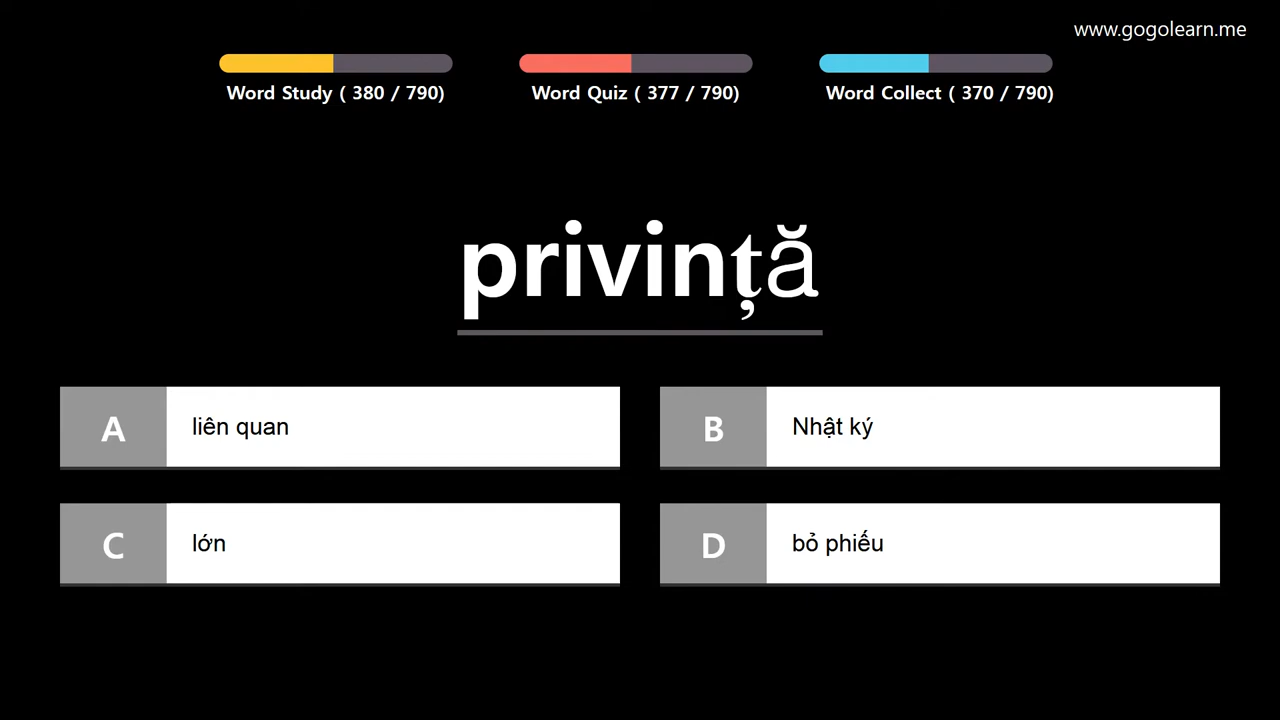 www.gogolearn.me
Word Study ( 380 / 790)
Word Quiz ( 377 / 790)
Word Collect ( 370 / 790)
privință
A
liên quan
B
Nhật ký
C
lớn
D
bỏ phiếu